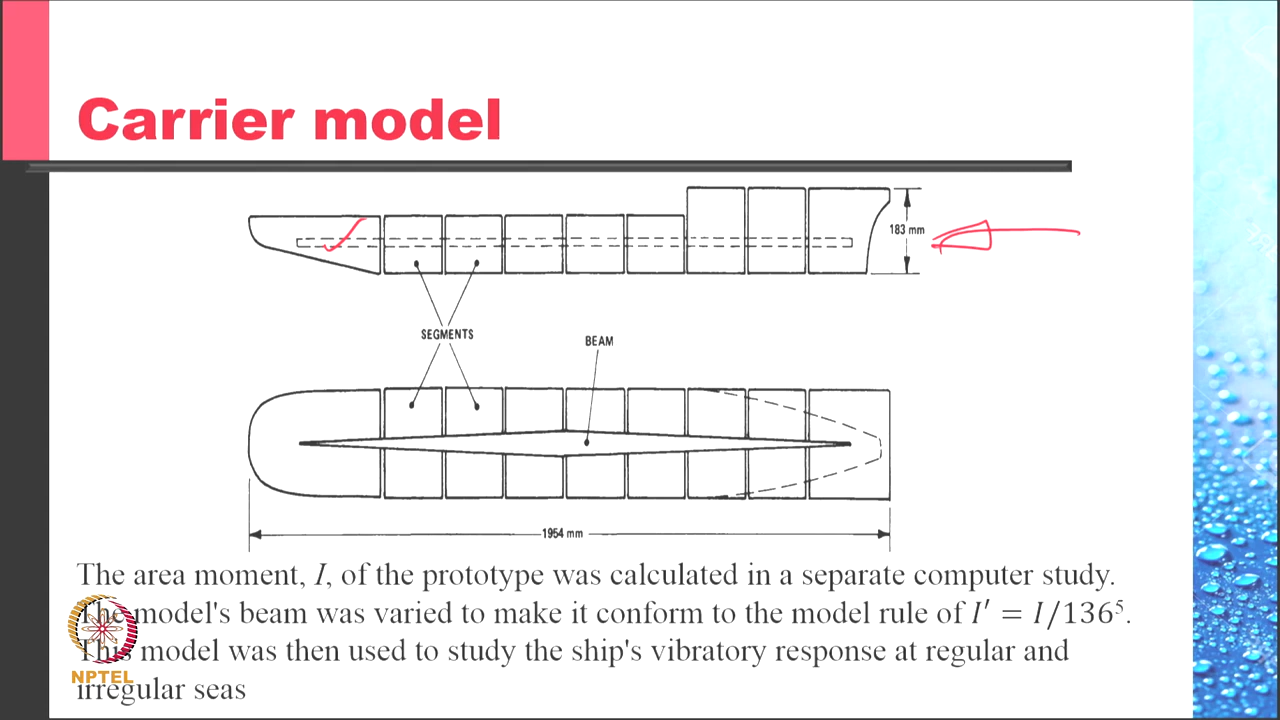 Carrier model
183 mm
SEGMENTS
BEAM
1954 mm
The area moment, I, of the prototype was calculated in a separate computer study.
The model's beam was varied to make it conform to the model rule of I′ = I/136⁵.
This model was then used to study the ship's vibratory response at regular and
irregular seas
NPTEL